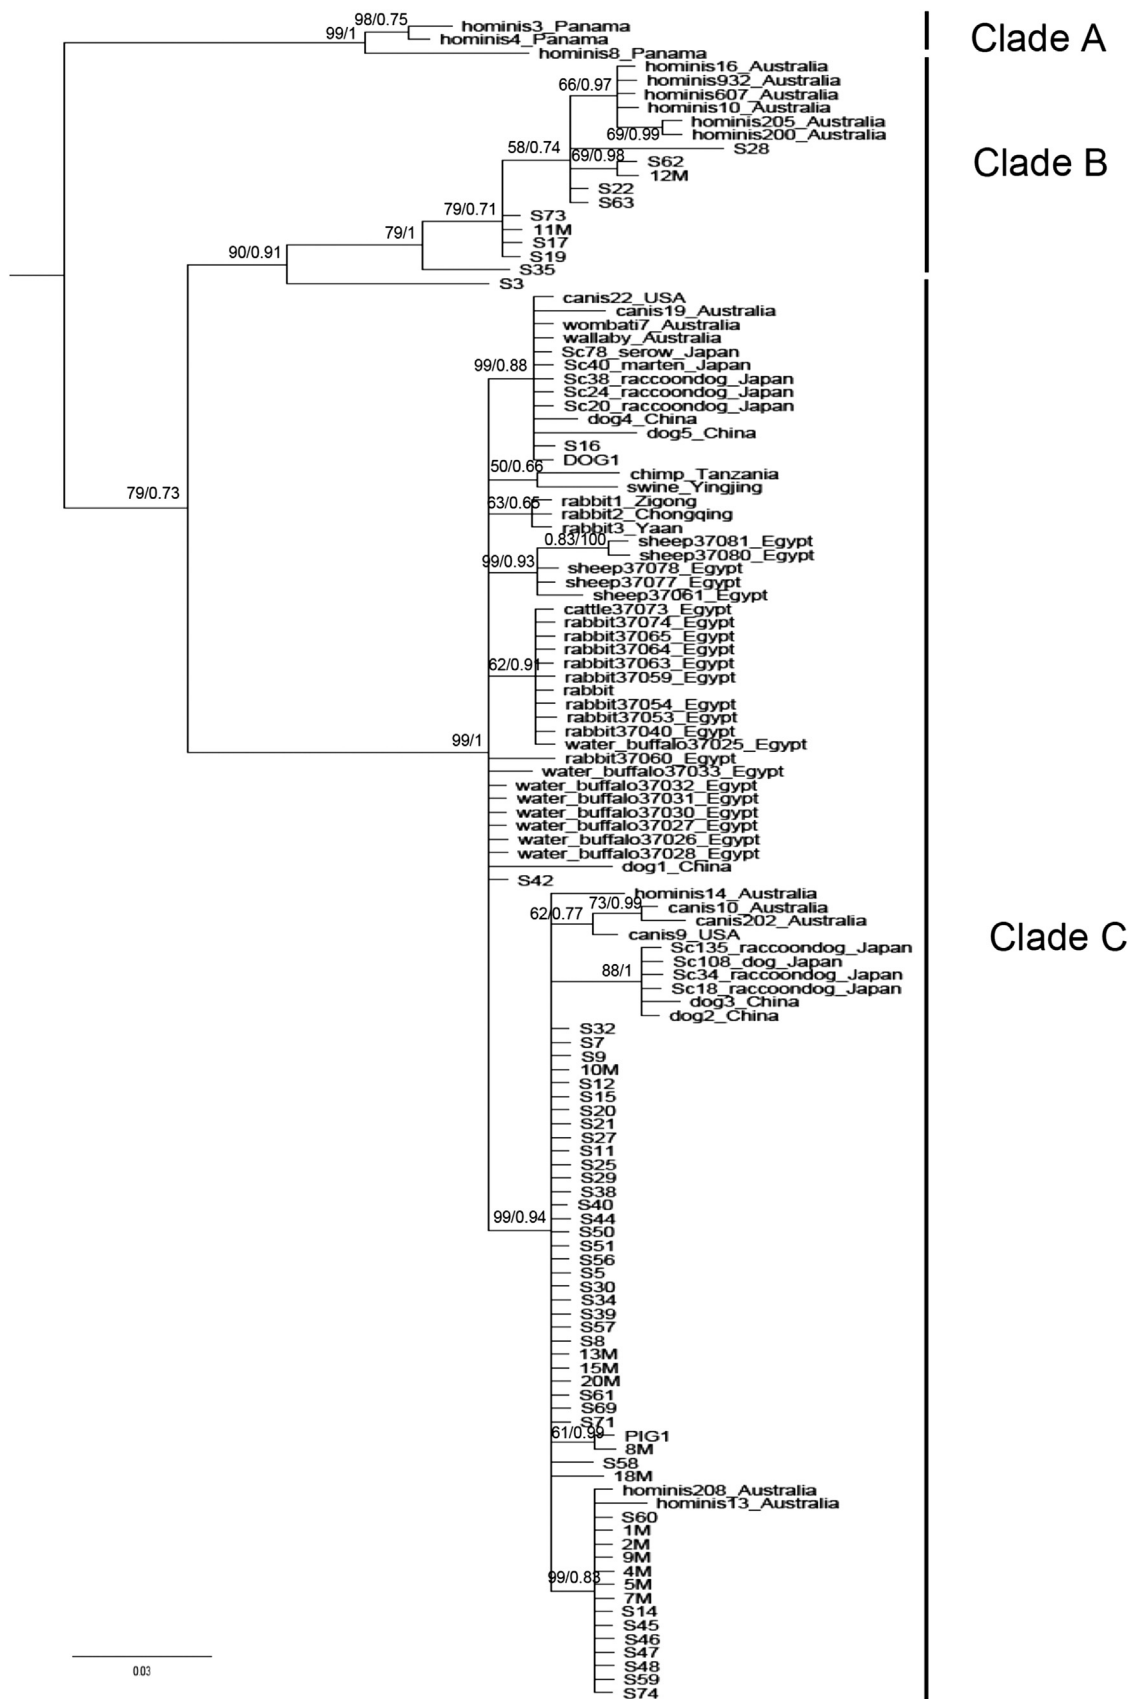 98/0.75
hominis3_Panama
99/1
hominis4_Panama
hominis8_Panama
Clade A
hominis16_Australia
66/0.97
hominis932_Australia
hominis607_Australia
hominis10_Australia
hominis205_Australia
69/0.99
hominis200_Australia
58/0.74
S28
69/0.98
S62
12M
Clade B
S22
S63
79/0.71
S73
11M
79/1
S17
S19
90/0.91
S35
S3
canis22_USA
canis19_Australia
wombati7_Australia
wallaby_Australia
Sc78_serow_Japan
99/0.88
Sc40_marten_Japan
Sc38_raccoondog_Japan
Sc24_raccoondog_Japan
Sc20_raccoondog_Japan
dog4_China
dog5_China
S16
DOG1
50/0.66
chimp_Tanzania
swine_Yingjing
79/0.73
63/0.65
rabbit1_Zigong
rabbit2_Chongqing
rabbit3_Yaan
0.83/100
sheep37081_Egypt
sheep37080_Egypt
99/0.93
sheep37078_Egypt
sheep37077_Egypt
sheep37061_Egypt
cattle37073_Egypt
rabbit37074_Egypt
rabbit37065_Egypt
rabbit37064_Egypt
62/0.91
rabbit37063_Egypt
rabbit37059_Egypt
rabbit
rabbit37054_Egypt
rabbit37053_Egypt
rabbit37040_Egypt
99/1
water_buffalo37025_Egypt
rabbit37060_Egypt
water_buffalo37033_Egypt
water_buffalo37032_Egypt
water_buffalo37031_Egypt
water_buffalo37030_Egypt
water_buffalo37027_Egypt
water_buffalo37026_Egypt
water_buffalo37028_Egypt
dog1_China
S42
hominis14_Australia
73/0.99
canis10_Australia
62/0.77
canis202_Australia
canis9_USA
Clade C
Sc135_raccoondog_Japan
Sc108_dog_Japan
88/1
Sc34_raccoondog_Japan
Sc18_raccoondog_Japan
dog3_China
dog2_China
S32
S7
S9
10M
S12
S15
S20
S21
S27
S11
S25
S29
S38
S40
99/0.94
S44
S50
S51
S56
S5
S30
S34
S39
S57
S8
13M
15M
20M
S61
S69
S71
61/0.99
PIG1
8M
S58
18M
hominis208_Australia
hominis13_Australia
S60
1M
2M
9M
99/0.83
4M
5M
7M
S14
S45
S46
S47
S48
S59
S74
0.03